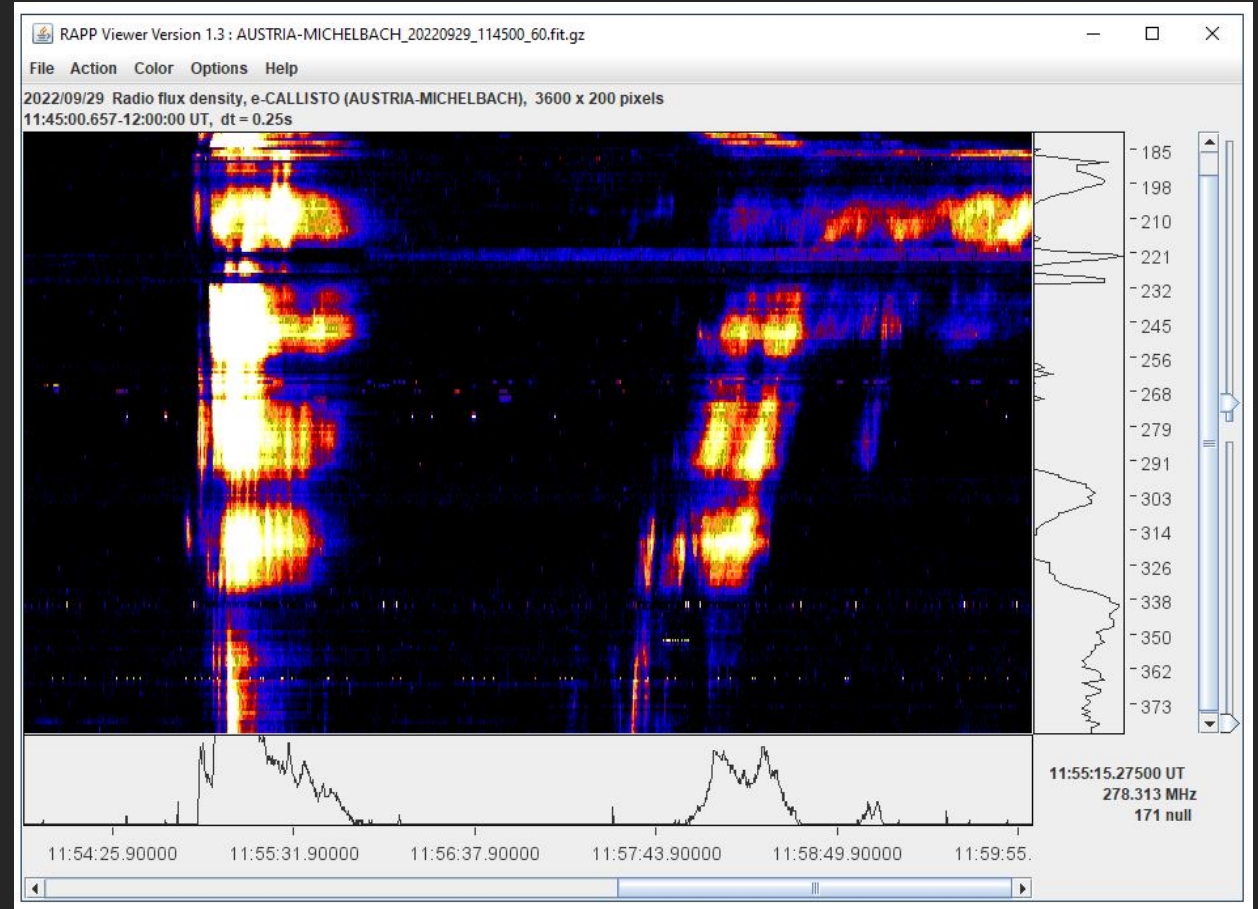 RAPP Viewer Version 1.3 : AUSTRIA-MICHELBACH_20220929_114500_60.fit.gz
File Action Color Options Help
2022/09/29 Radio flux density, e-CALLISTO (AUSTRIA-MICHELBACH), 3600 x 200 pixels
11:45:00.657-12:00:00 UT, dt = 0.25s
185
198
210
221
232
245
256
268
279
291
303
314
326
338
350
362
373
11:55:15.27500 UT
278.313 MHz
171 null
11:54:25.90000 11:55:31.90000 11:56:37.90000 11:57:43.90000 11:58:49.90000 11:59:55.